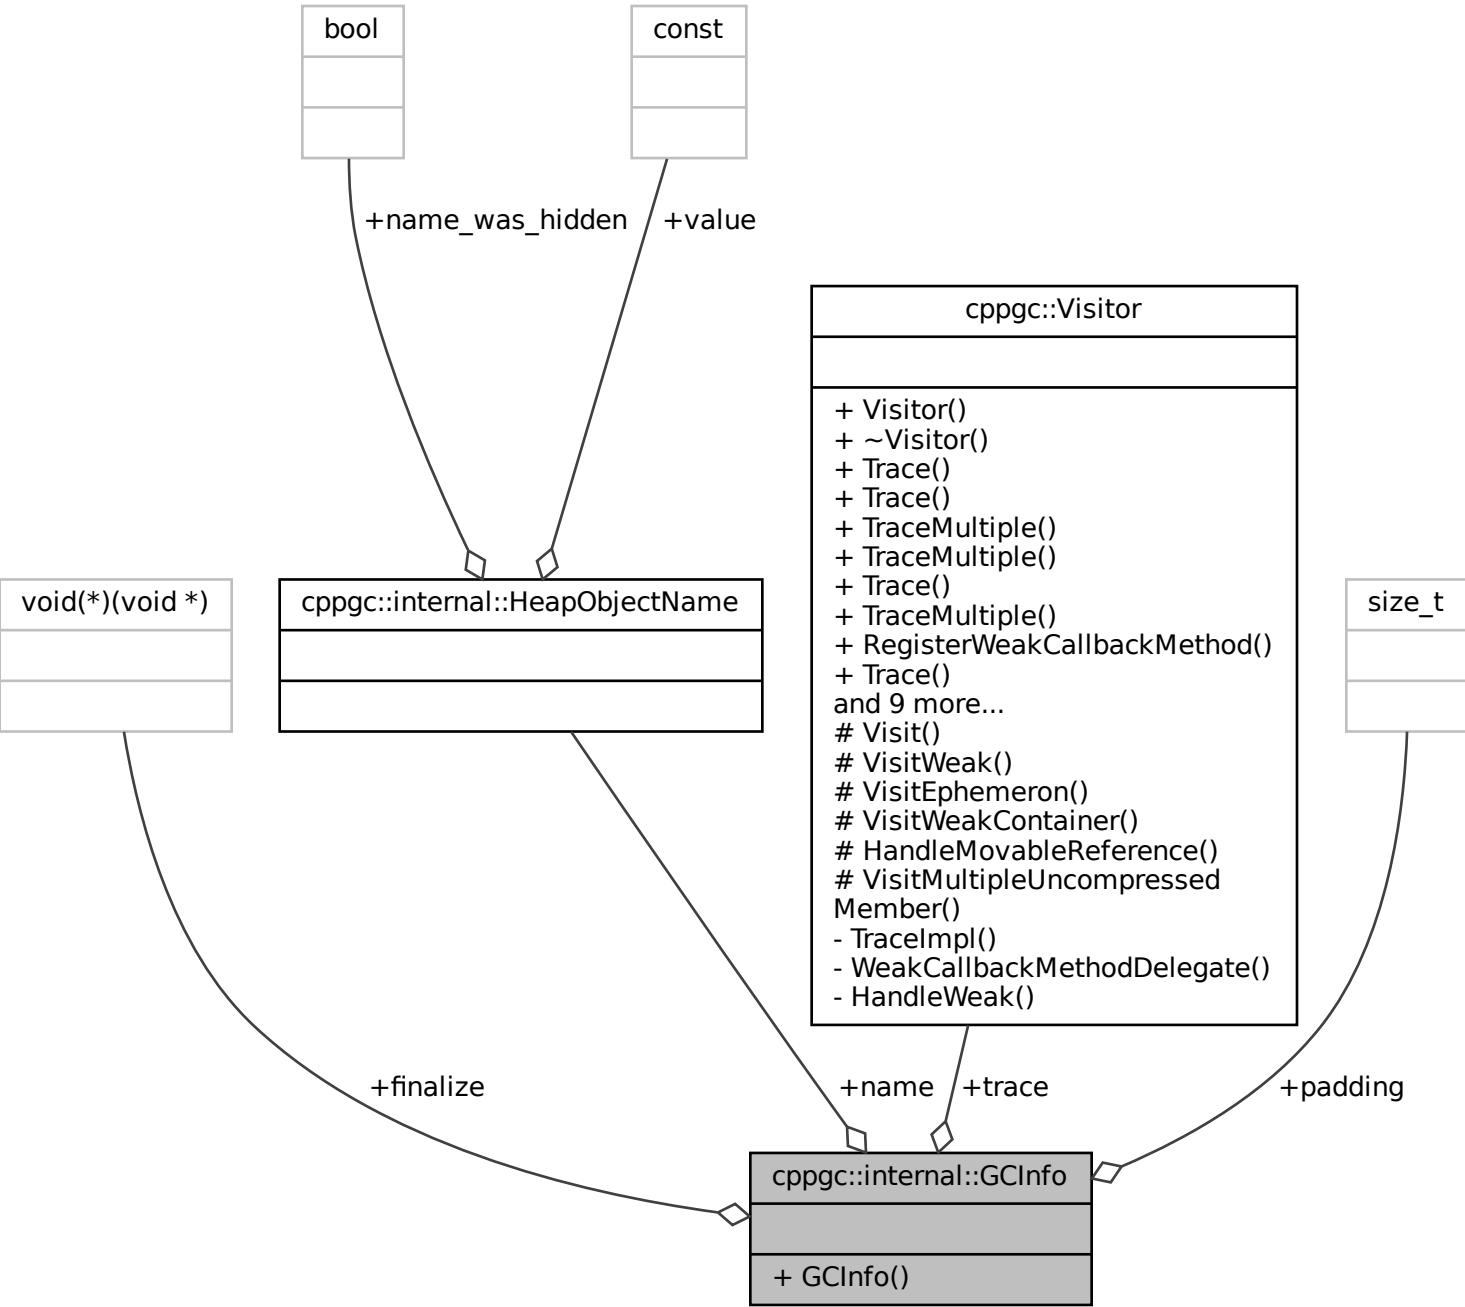 bool
const
+name_was_hidden
+value
cppgc::Visitor
+ Visitor()
+ ~Visitor()
+ Trace()
+ Trace()
+ TraceMultiple()
+ TraceMultiple()
+ Trace()
+ TraceMultiple()
+ RegisterWeakCallbackMethod()
+ Trace()
and 9 more...
# Visit()
# VisitWeak()
# VisitEphemeron()
# VisitWeakContainer()
# HandleMovableReference()
# VisitMultipleUncompressed
Member()
- TraceImpl()
- WeakCallbackMethodDelegate()
- HandleWeak()
void(*)(void *)
cppgc::internal::HeapObjectName
size_t
+finalize
+name
+trace
+padding
cppgc::internal::GCInfo
+ GCInfo()